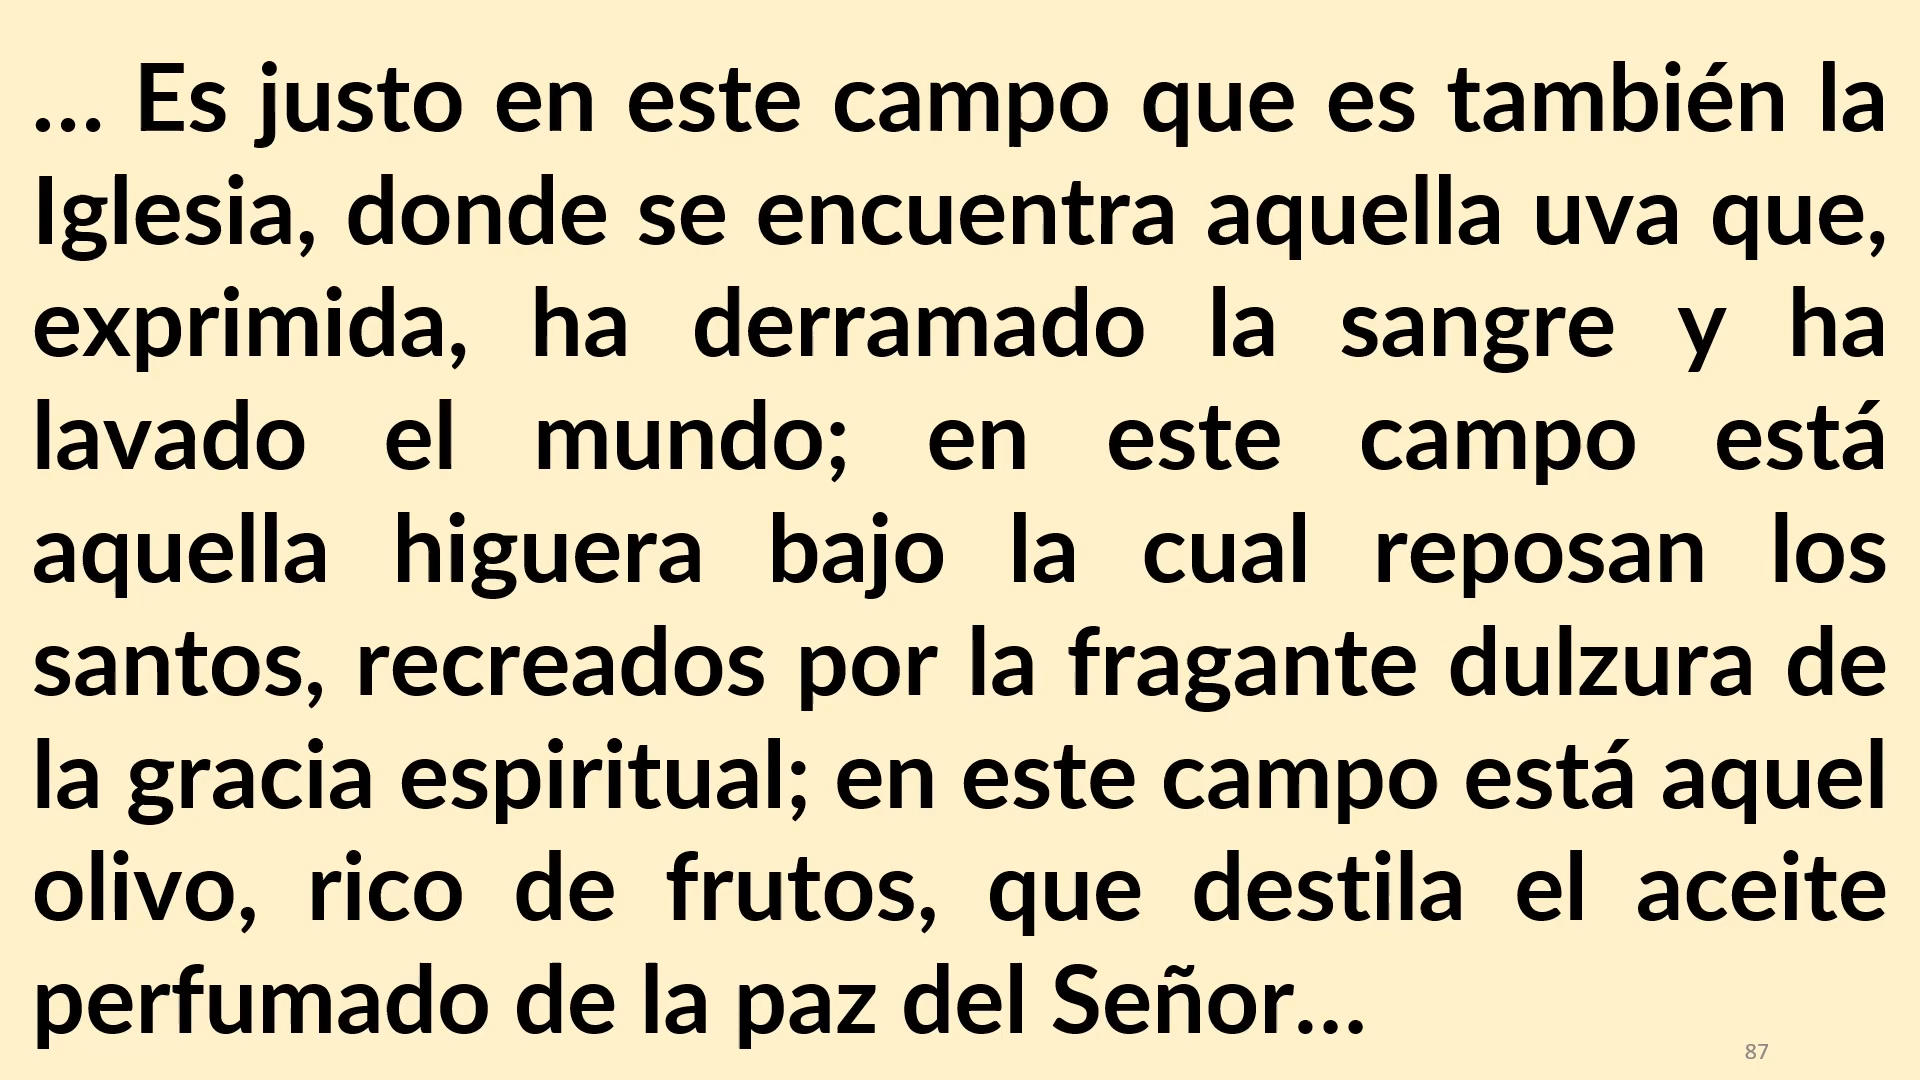 ... Es justo en este campo que es también la
Iglesia, donde se encuentra aquella uva que,
exprimida, ha derramado la sangre y ha
lavado el mundo; en este campo está
aquella higuera bajo la cual reposan los
santos, recreados por la fragante dulzura de
la gracia espiritual; en este campo está aquel
olivo, rico de frutos, que destila el aceite
perfumado de la paz del Señor...
87